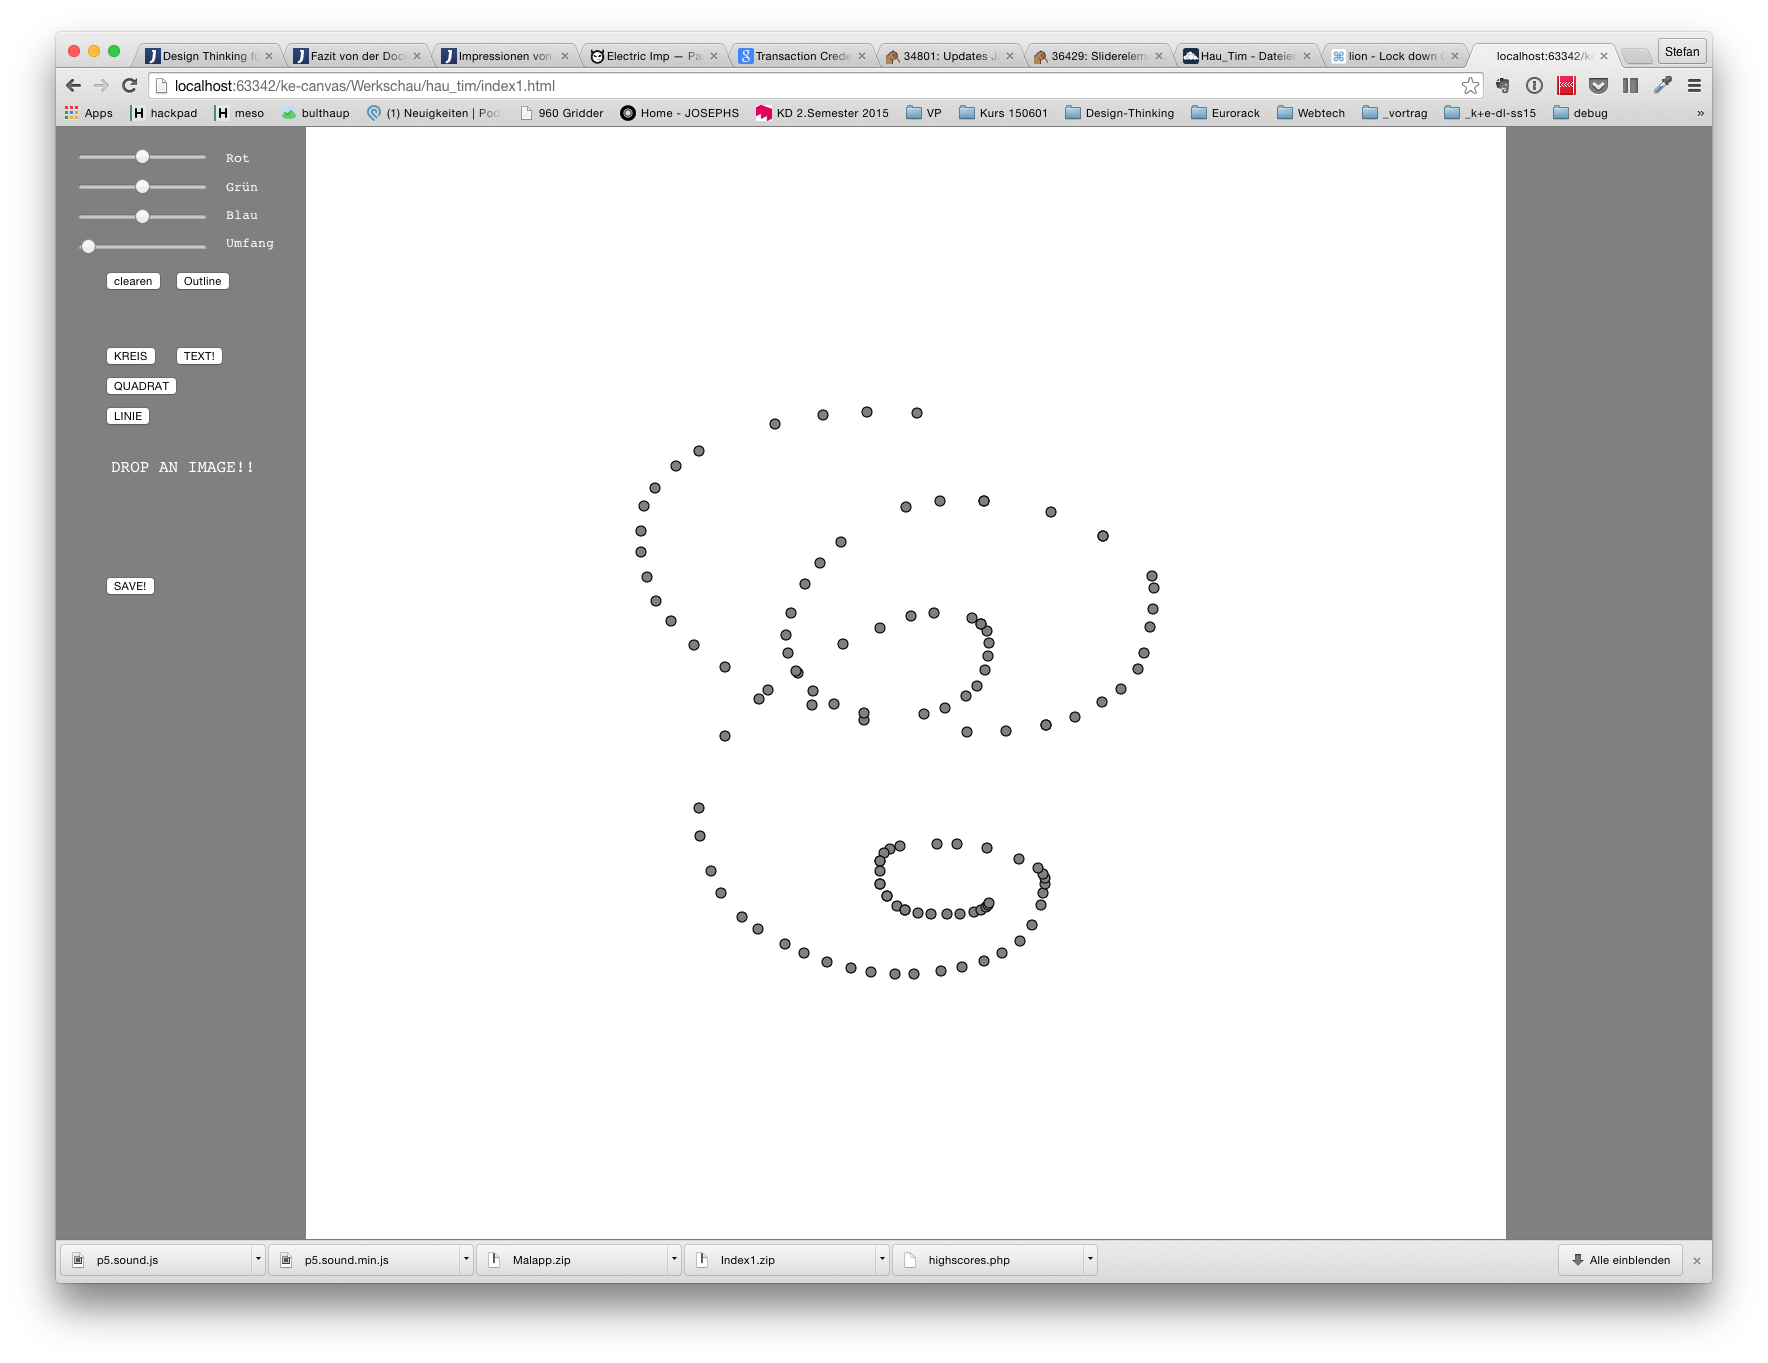 Design Thinking fü
Fazit von der Doc
Impressionen von
Electric Imp — Pa
Transaction Crede
34801: Updates Ja
36429: Sliderelem
Hau_Tim - Dateien
lion - Lock down
localhost:63342/ke
Stefan
localhost:63342/ke-canvas/Werkschau/hau_tim/index1.html
Apps
hackpad
meso
bulthaup
(1) Neuigkeiten | Pod
960 Gridder
Home - JOSEPHS
KD 2.Semester 2015
VP
Kurs 150601
Design-Thinking
Eurorack
Webtech
_vortrag
_k+e-dl-ss15
debug
»
Rot
Grün
Blau
Umfang
clearen
Outline
KREIS
TEXT!
QUADRAT
LINIE
DROP AN IMAGE!!
SAVE!
p5.sound.js
p5.sound.min.js
Malapp.zip
Index1.zip
highscores.php
Alle einblenden